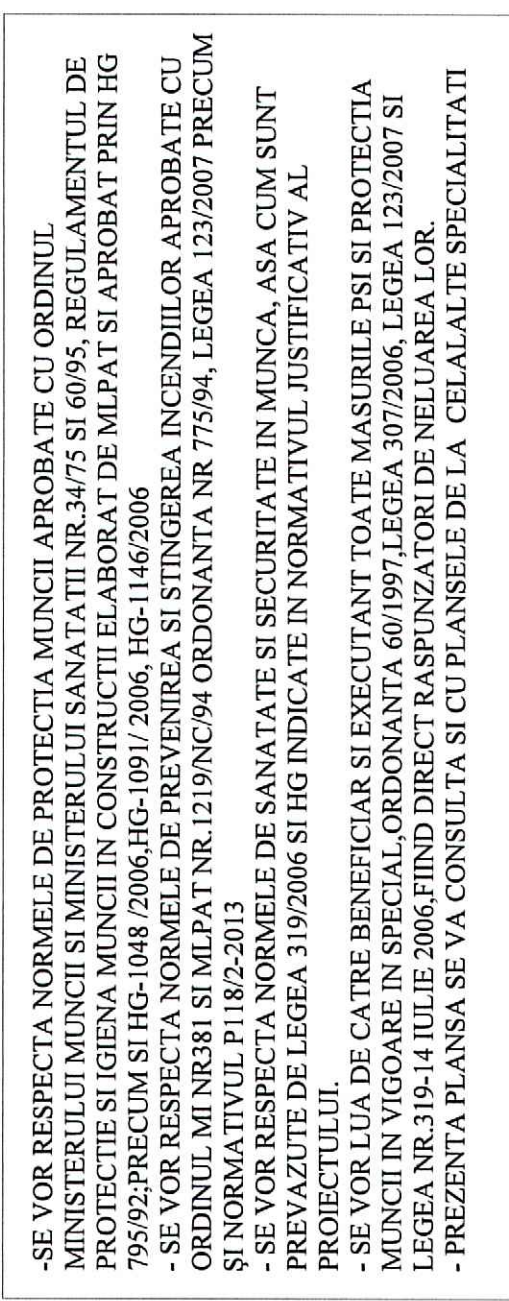 -SE VOR RESPECTA NORMELE DE PROTECTIA MUNCII APROBATE CU ORDINUL
MINISTERULUI MUNCII SI MINISTERULUI SANATATII NR.34/75 SI 60/95, REGULAMENTUL DE
PROTECTIE SI IGIENA MUNCII IN CONSTRUCTII ELABORAT DE MLPAT SI APROBAT PRIN HG
795/92;PRECUM SI HG-1048 /2006,HG-1091/ 2006, HG-1146/2006
- SE VOR RESPECTA NORMELE DE PREVENIREA SI STINGEREA INCENDIILOR APROBATE CU
ORDINUL MI NR381 SI MLPAT NR.1219/NC/94 ORDONANTA NR 775/94, LEGEA 123/2007 PRECUM
ȘI NORMATIVUL P118/2-2013
- SE VOR RESPECTA NORMELE DE SANATATE SI SECURITATE IN MUNCA, ASA CUM SUNT
PREVAZUTE DE LEGEA 319/2006 SI HG INDICATE IN NORMATIVUL JUSTIFICATIV AL
PROIECTULUI.
- SE VOR LUA DE CATRE BENEFICIAR SI EXECUTANT TOATE MASURILE PSI SI PROTECTIA
MUNCII IN VIGOARE IN SPECIAL,ORDONANTA 60/1997,LEGEA 307/2006, LEGEA 123/2007 SI
LEGEA NR.319-14 IULIE 2006,FIIND DIRECT RASPUNZATORI DE NELUAREA LOR.
- PREZENTA PLANSA SE VA CONSULTA SI CU PLANSELE DE LA CELALALTE SPECIALITATI